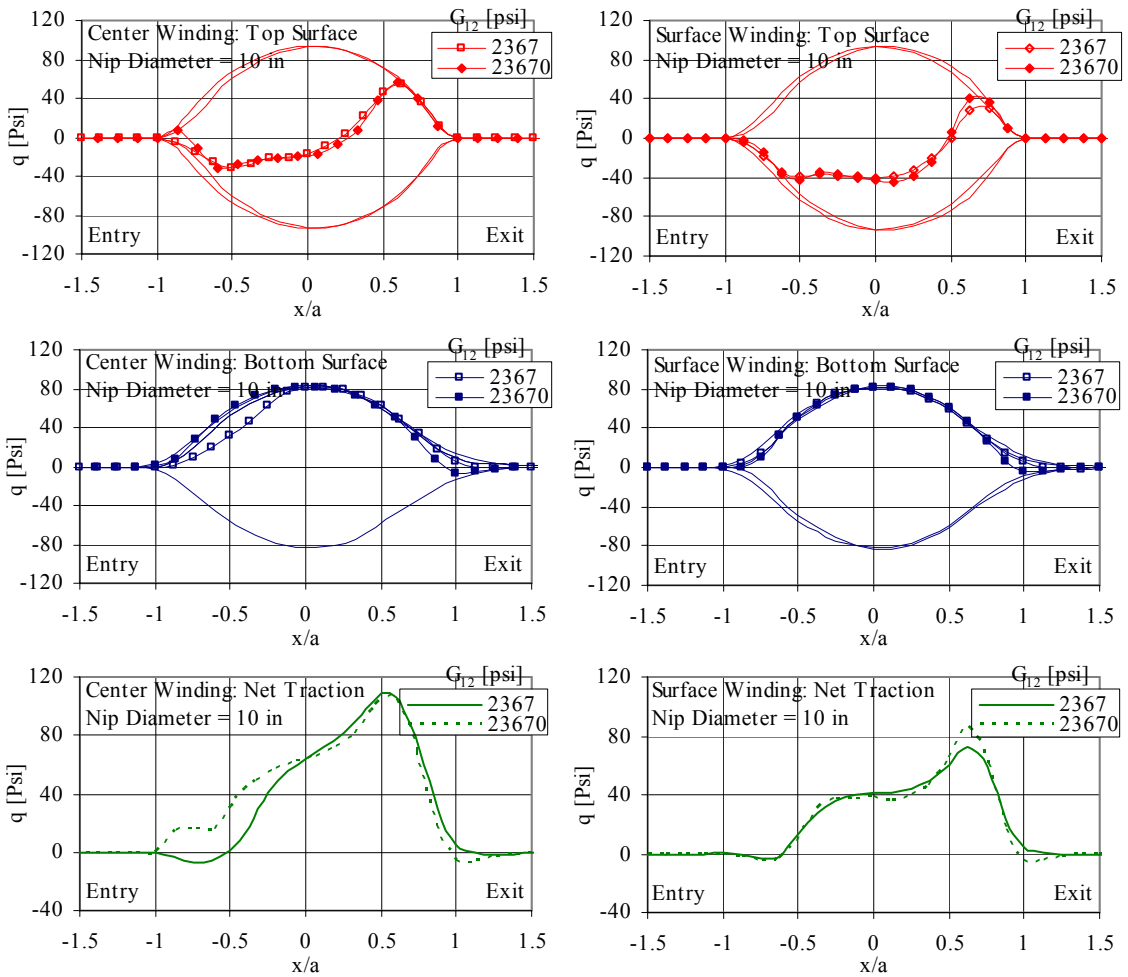 Center Winding: Top Surface
Nip Diameter = 10 in
G12 [psi]
2367
23670
120
80
40
0
-40
-80
-120
q [Psi]
Entry
Exit
-1.5 -1 -0.5 0 0.5 1 1.5
x/a
Surface Winding: Top Surface
Nip Diameter = 10 in
G12 [psi]
2367
23670
120
80
40
0
-40
-80
-120
q [Psi]
Entry
Exit
-1.5 -1 -0.5 0 0.5 1 1.5
x/a
Center Winding: Bottom Surface
Nip Diameter = 10 in
G12 [psi]
2367
23670
120
80
40
0
-40
-80
-120
q [Psi]
Entry
Exit
-1.5 -1 -0.5 0 0.5 1 1.5
x/a
Surface Winding: Bottom Surface
Nip Diameter = 10 in
G12 [psi]
2367
23670
120
80
40
0
-40
-80
-120
q [Psi]
Entry
Exit
-1.5 -1 -0.5 0 0.5 1 1.5
x/a
Center Winding: Net Traction
Nip Diameter = 10 in
G12 [psi]
2367
23670
120
80
40
0
-40
q [Psi]
Entry
Exit
-1.5 -1 -0.5 0 0.5 1 1.5
x/a
Surface Winding: Net Traction
Nip Diameter = 10 in
G12 [psi]
2367
23670
120
80
40
0
-40
q [Psi]
Entry
Exit
-1.5 -1 -0.5 0 0.5 1 1.5
x/a